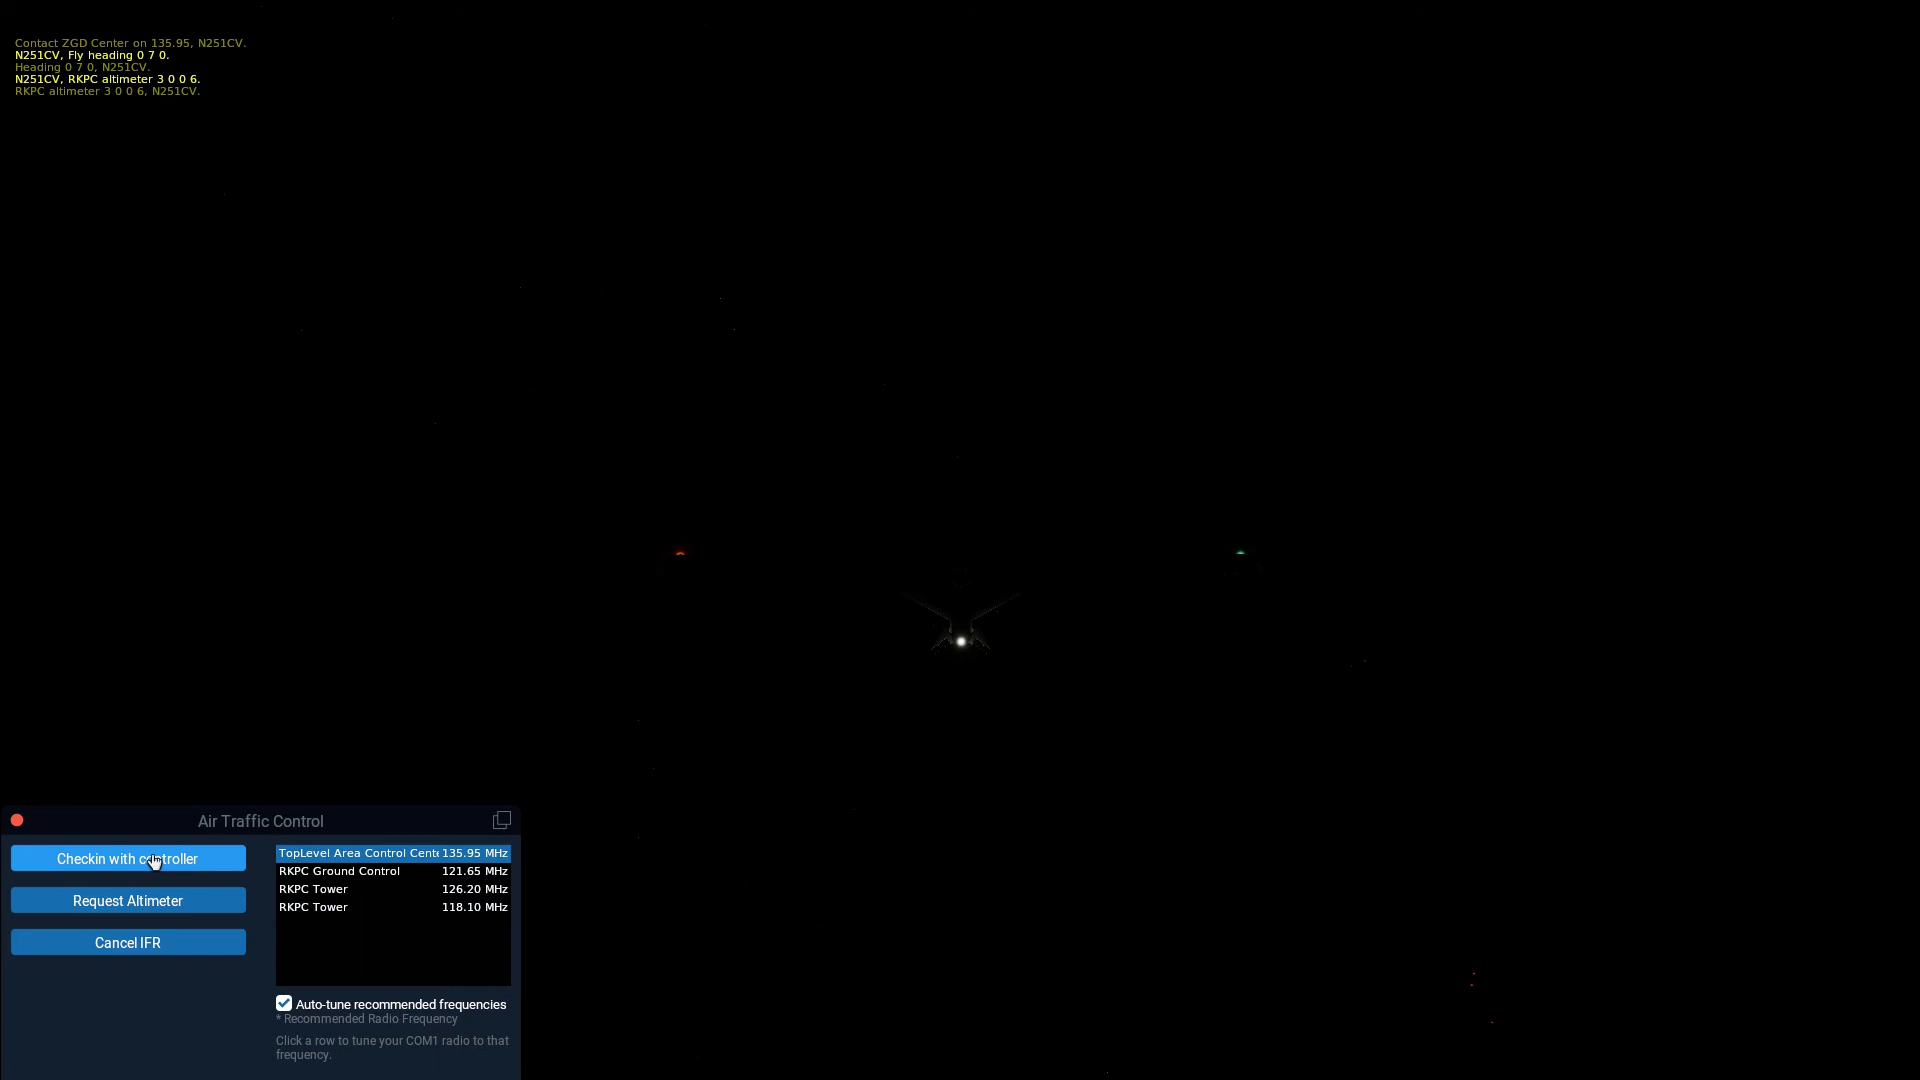 Contact ZGD Center on 135.95, N251CV.
N251CV, Fly heading 0 7 0.
Heading 0 7 0, N251CV.
N251CV, RKPC altimeter 3 0 0 6.
RKPC altimeter 3 0 0 6, N251CV.
Air Traffic Control
Checkin with controller
Request Altimeter
Cancel IFR
TopLevel Area Control Cente 135.95 MHz
RKPC Ground Control 121.65 MHz
RKPC Tower 126.20 MHz
RKPC Tower 118.10 MHz
Auto-tune recommended frequencies
* Recommended Radio Frequency
Click a row to tune your COM1 radio to that
frequency.